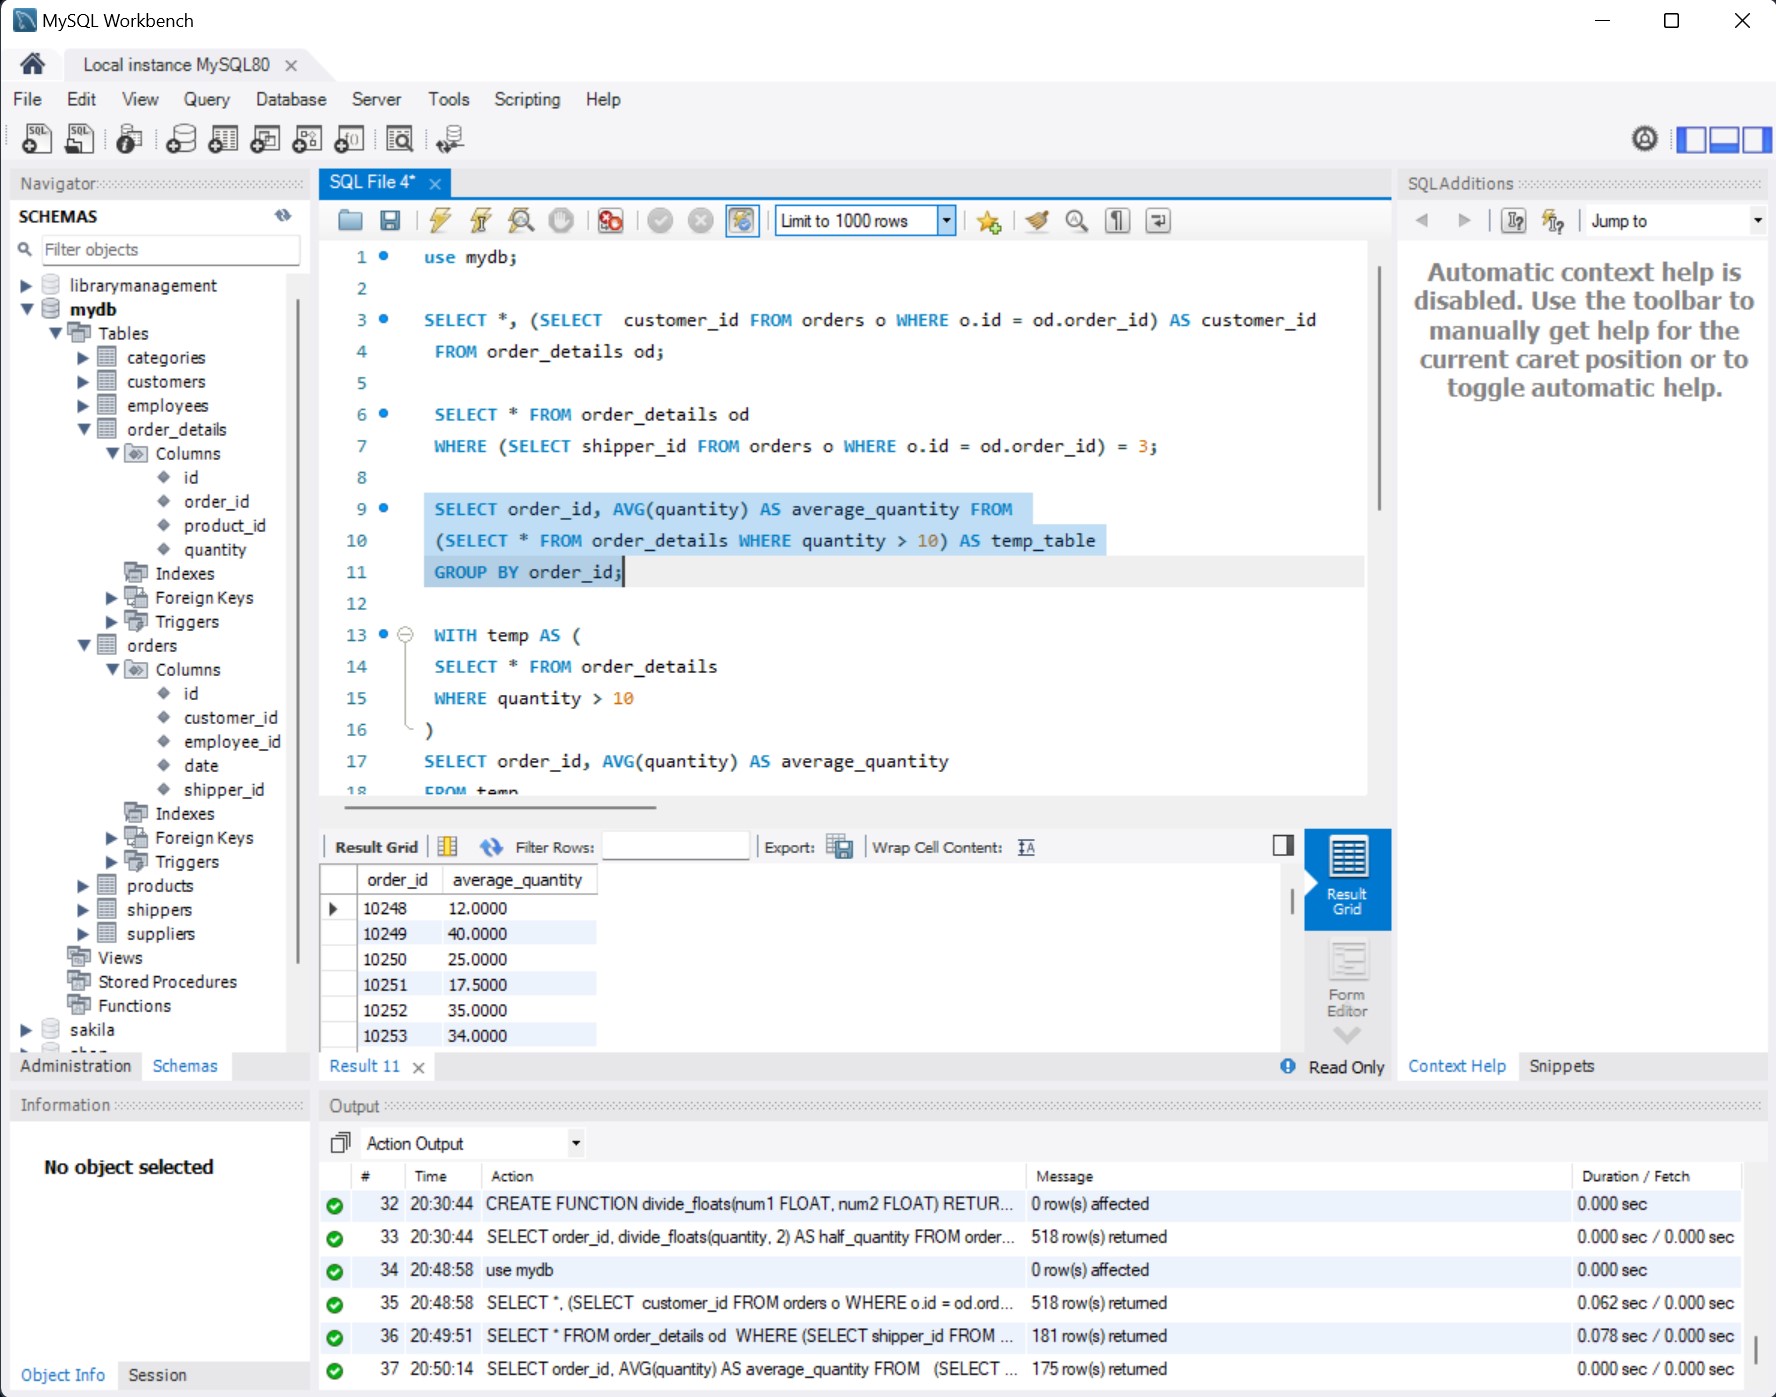 MySQL Workbench
Local instance MySQL80
File Edit View Query Database Server Tools Scripting Help
Navigator
SCHEMAS
Filter objects
librarymanagement
mydb
Tables
categories
customers
employees
order_details
Columns
id
order_id
product_id
quantity
Indexes
Foreign Keys
Triggers
orders
Columns
id
customer_id
employee_id
date
shipper_id
Indexes
Foreign Keys
Triggers
products
shippers
suppliers
Views
Stored Procedures
Functions
sakila
Administration Schemas
Information
No object selected
Object Info Session
SQL File 4*
Limit to 1000 rows
1 use mydb;
2
3 SELECT *, (SELECT  customer_id FROM orders o WHERE o.id = od.order_id) AS customer_id
4 FROM order_details od;
5
6 SELECT * FROM order_details od
7 WHERE (SELECT shipper_id FROM orders o WHERE o.id = od.order_id) = 3;
8
9 SELECT order_id, AVG(quantity) AS average_quantity FROM
10 (SELECT * FROM order_details WHERE quantity > 10) AS temp_table
11 GROUP BY order_id;
12
13 WITH temp AS (
14 SELECT * FROM order_details
15 WHERE quantity > 10
16 )
17 SELECT order_id, AVG(quantity) AS average_quantity
18 FROM temp
Result Grid Filter Rows: Export: Wrap Cell Content:
order_id average_quantity
10248 12.0000
10249 40.0000
10250 25.0000
10251 17.5000
10252 35.0000
10253 34.0000
Result Grid
Form Editor
Result 11
Read Only
SQLAdditions
Jump to
Automatic context help is
disabled. Use the toolbar to
manually get help for the
current caret position or to
toggle automatic help.
Context Help Snippets
Output
Action Output
# Time Action Message Duration / Fetch
32 20:30:44 CREATE FUNCTION divide_floats(num1 FLOAT, num2 FLOAT) RETUR... 0 row(s) affected 0.000 sec
33 20:30:44 SELECT order_id, divide_floats(quantity, 2) AS half_quantity FROM order... 518 row(s) returned 0.000 sec / 0.000 sec
34 20:48:58 use mydb 0 row(s) affected 0.000 sec
35 20:48:58 SELECT *, (SELECT  customer_id FROM orders o WHERE o.id = od.ord... 518 row(s) returned 0.062 sec / 0.000 sec
36 20:49:51 SELECT * FROM order_details od  WHERE (SELECT shipper_id FROM ... 181 row(s) returned 0.078 sec / 0.000 sec
37 20:50:14 SELECT order_id, AVG(quantity) AS average_quantity FROM   (SELECT ... 175 row(s) returned 0.000 sec / 0.000 sec